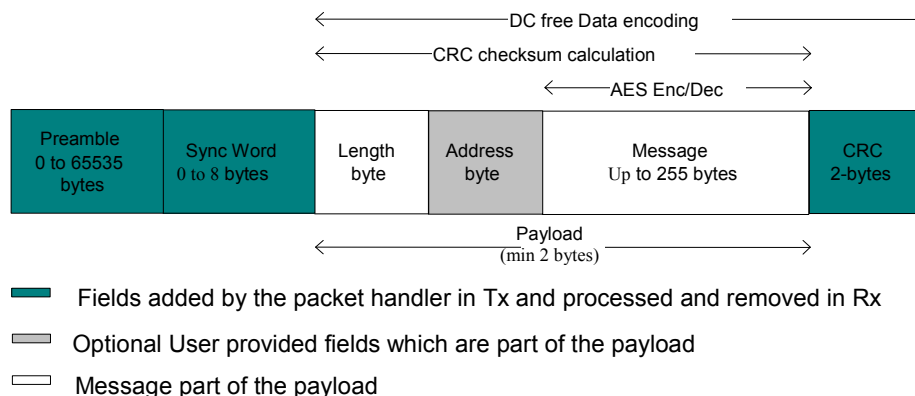 DC free Data encoding
CRC checksum calculation
AES Enc/Dec
Preamble
0 to 65535
bytes
Sync Word
0 to 8 bytes
Length
byte
Address
byte
Message
Up to 255 bytes
CRC
2-bytes
Payload
(min 2 bytes)
Fields added by the packet handler in Tx and processed and removed in Rx
Optional User provided fields which are part of the payload
Message part of the payload